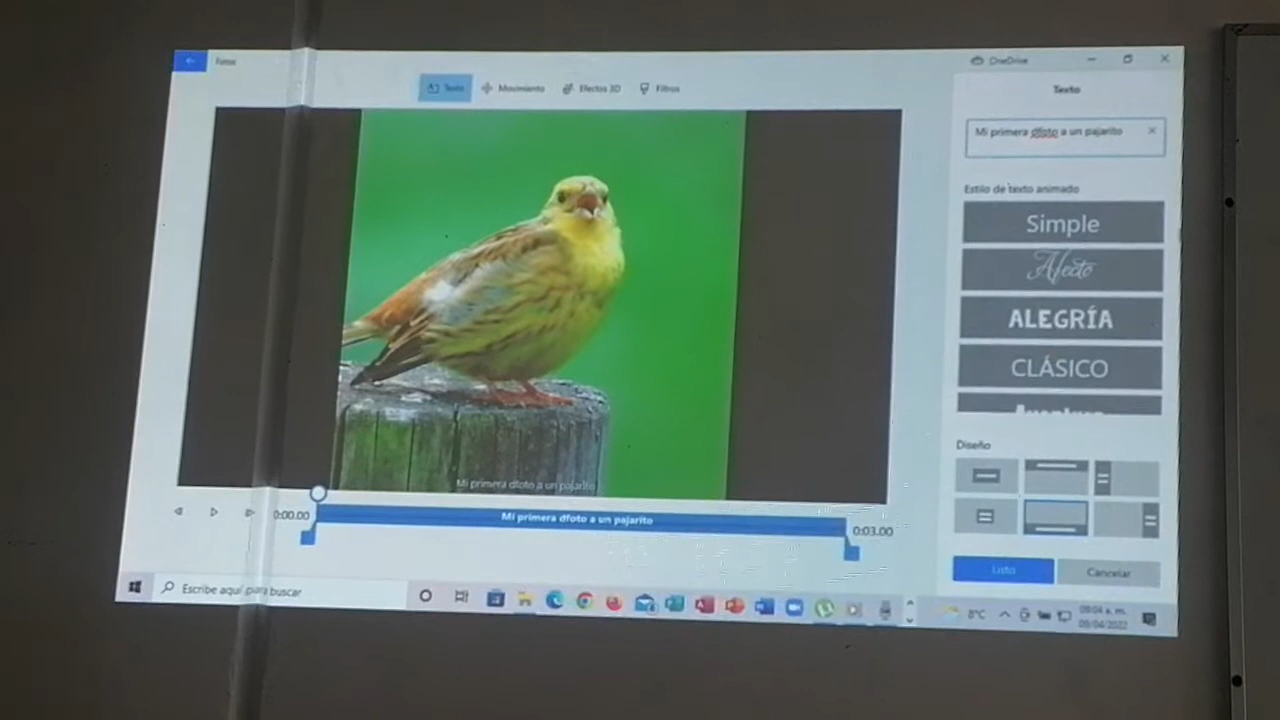 Fotos
OneDrive
Texto
Movimiento
Efectos 3D
Filtros
Texto
Mi primera dfoto a un pajarito
Estilo de texto animado
Simple
Afecto
ALEGRÍA
CLÁSICO
Diseño
Mi primera dfoto a un pajarito
0:00.00
Mi primera dfoto a un pajarito
0:03.00
Listo
Cancelar
Escribe aquí para buscar
8°C
09:04 a. m.
09/04/2022